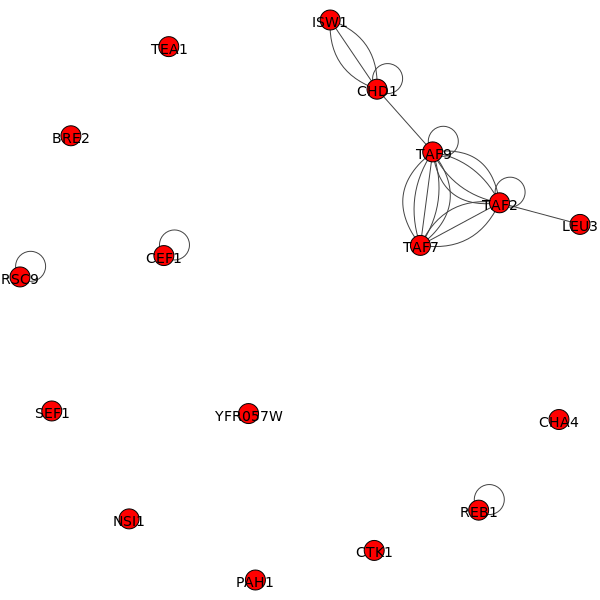 ISW1
TEA1
CHD1
BRE2
TAF9
TAF2
LEU3
TAF7
CEF1
RSC9
SEF1
YFR057W
CHA4
REB1
NSI1
CTK1
PAH1